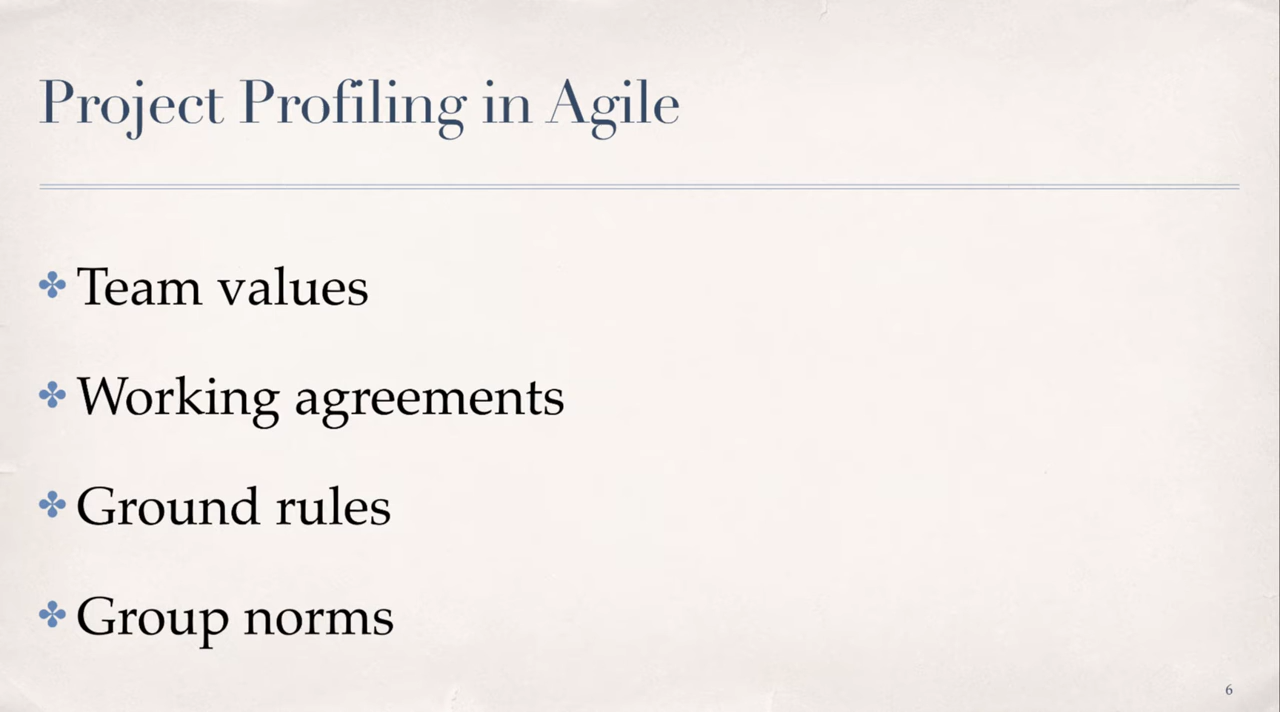 Project Profiling in Agile
Team values
Working agreements
Ground rules
Group norms
6